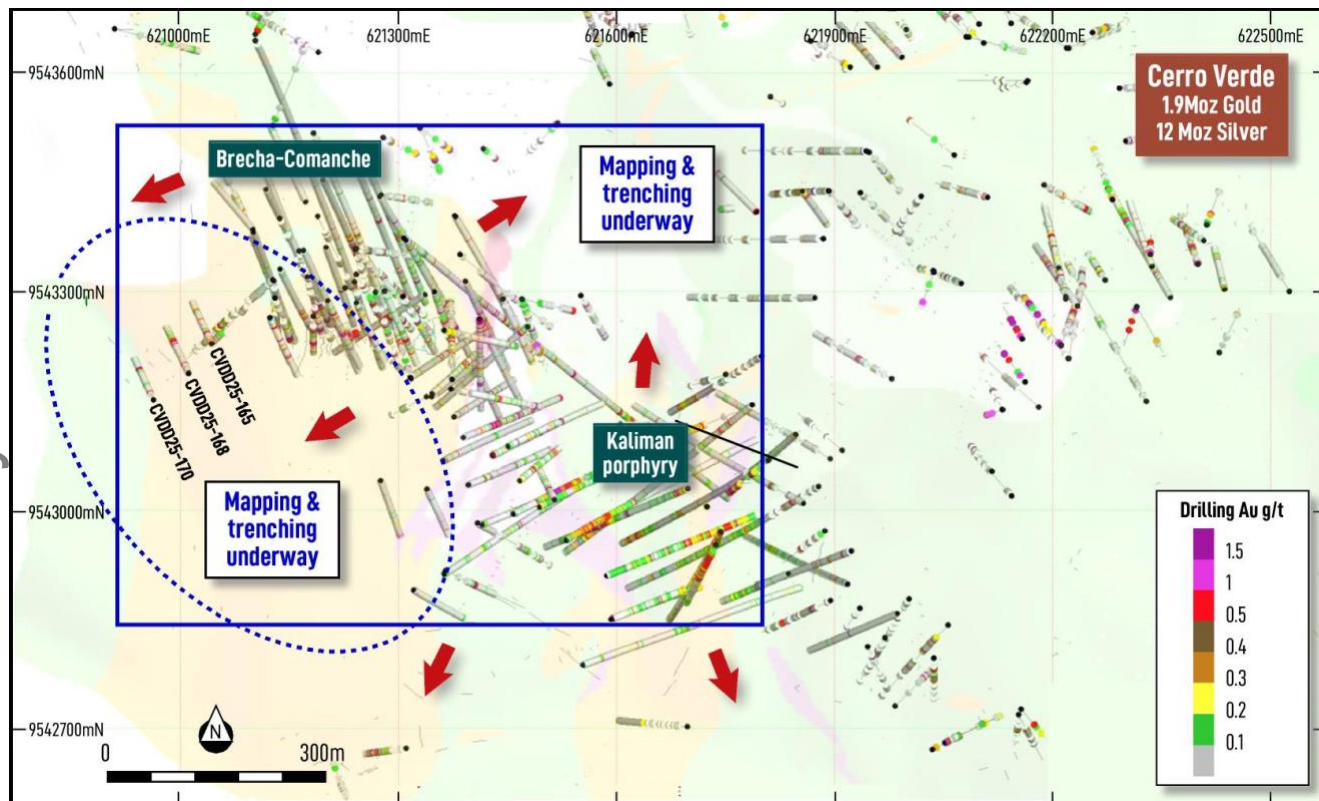 621000mE
621300mE
621600mE
621900mE
622200mE
622500mE
9543600mN
Cerro Verde
1.9Moz Gold
12 Moz Silver
Brecha-Comanche
Mapping &
trenching
underway
9543300mN
CVDD25-165
CVDD25-168
CVDD25-170
Kaliman
porphyry
Mapping &
trenching
underway
9543000mN
Drilling Au g/t
1.5
1
0.5
0.4
0.3
0.2
0.1
9542700mN
N
0
300m